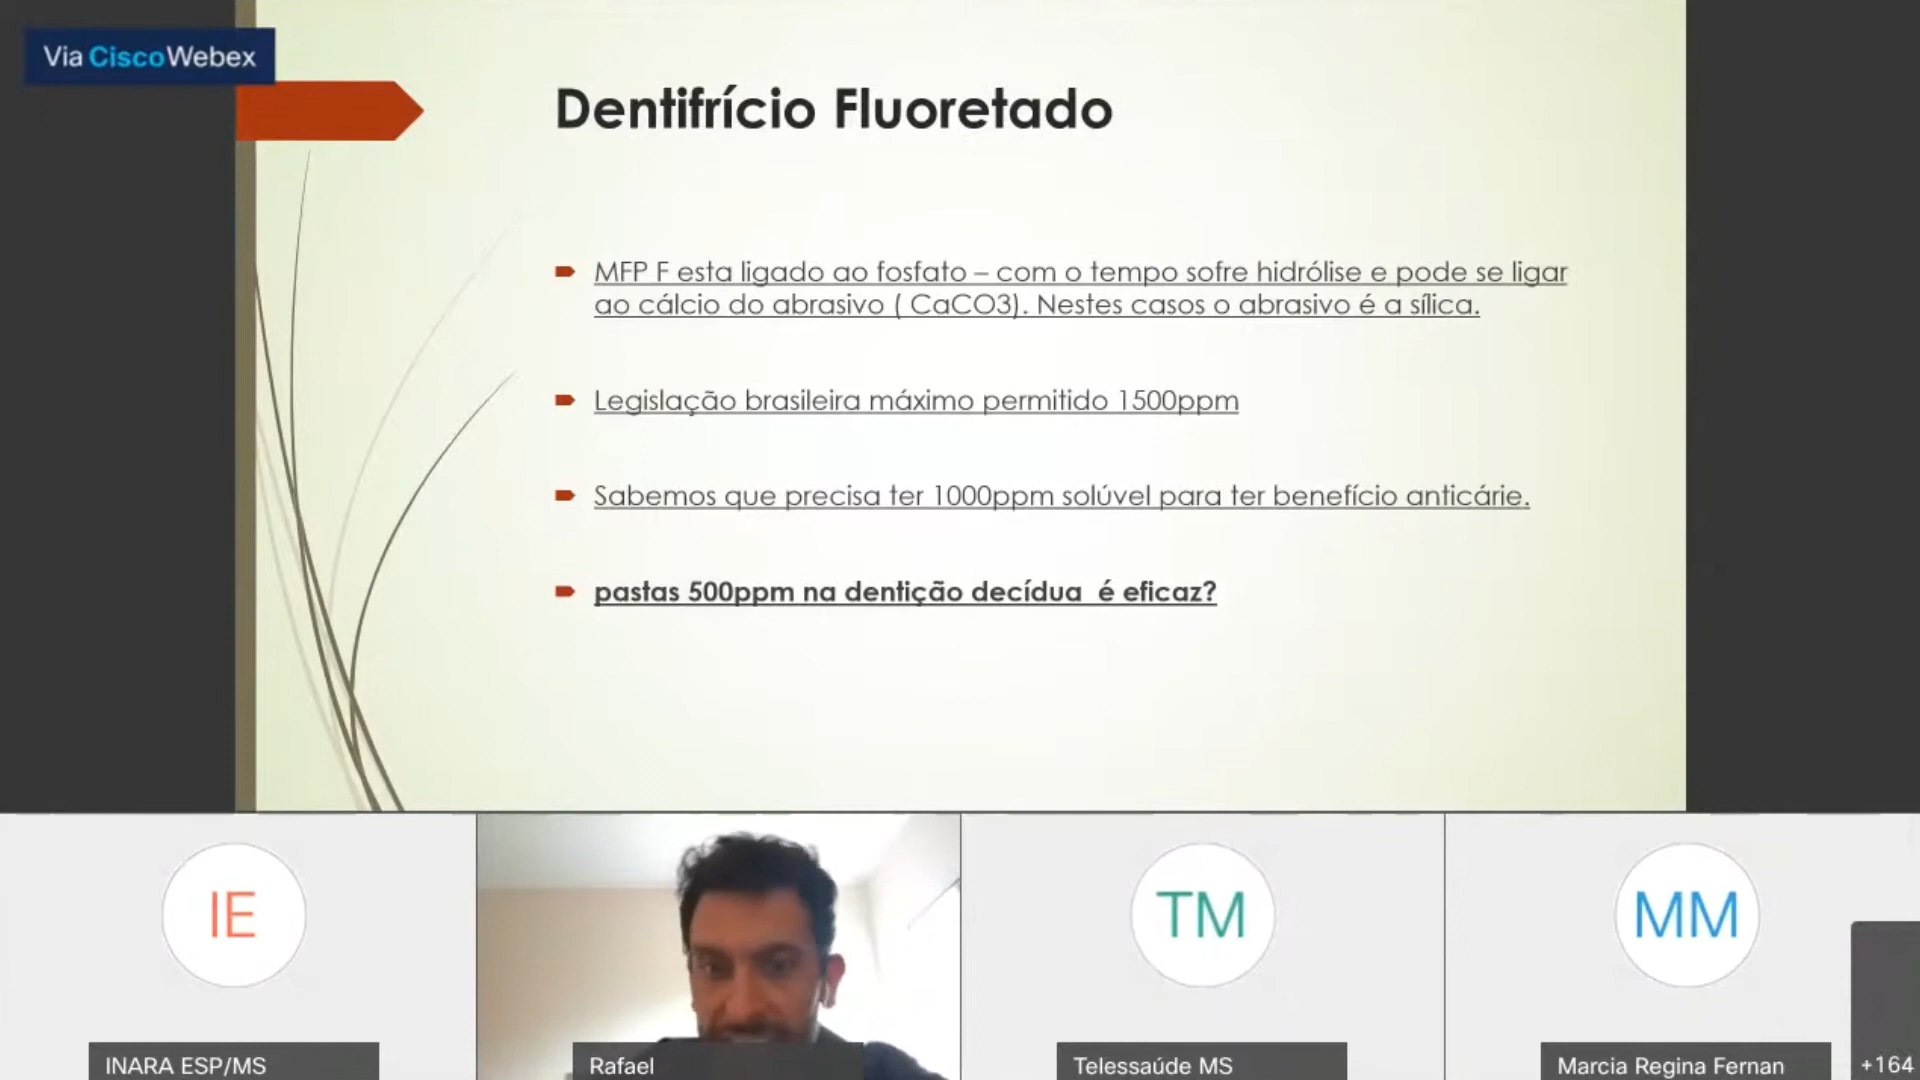 Via CiscoWebex
Dentifrício Fluoretado
MFP F esta ligado ao fosfato – com o tempo sofre hidrólise e pode se ligar
ao cálcio do abrasivo ( CaCO3). Nestes casos o abrasivo é a sílica.
Legislação brasileira máximo permitido 1500ppm
Sabemos que precisa ter 1000ppm solúvel para ter benefício anticárie.
pastas 500ppm na dentição decídua  é eficaz?
IE
TM
MM
INARA ESP/MS
Rafael
Telessaúde MS
Marcia Regina Fernan
+164